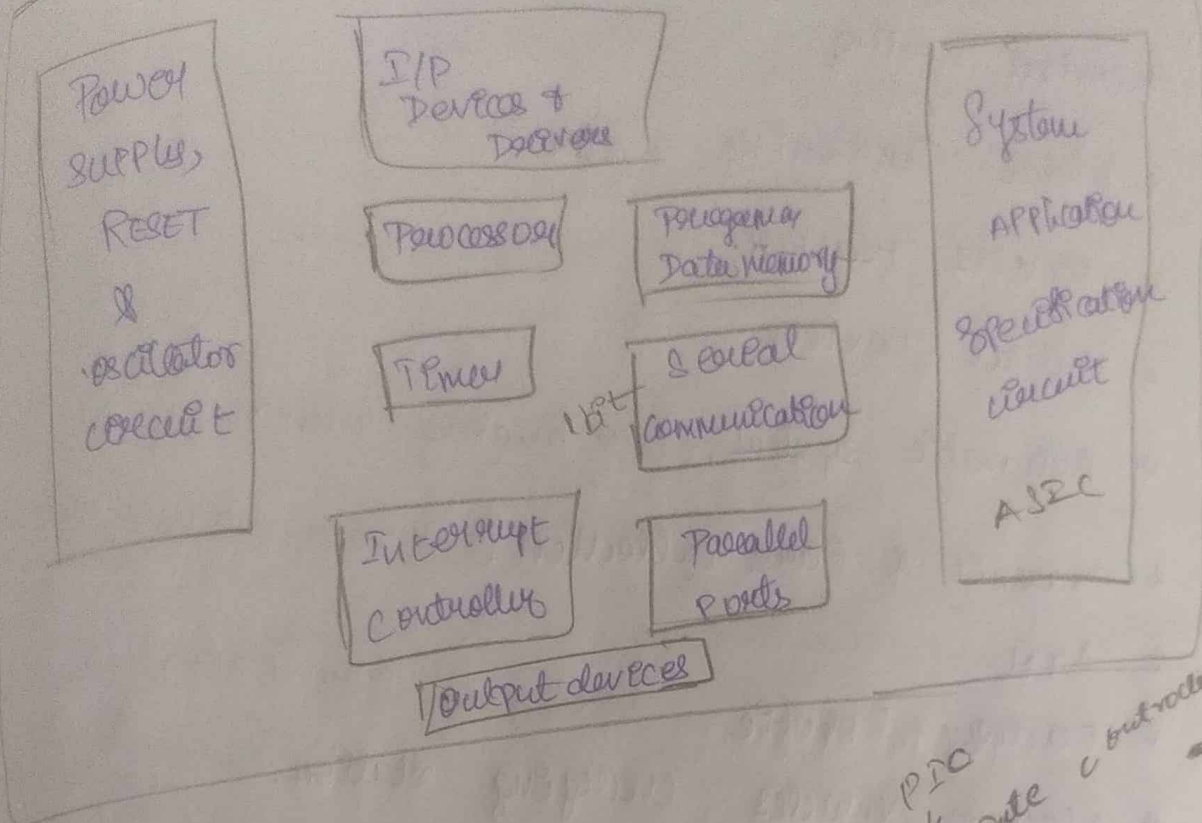 Power
supply,
RESET
&
oscillator
circuit
I/P
Devices &
Drivers
Processor
Program &
Data memory
Timer
Serial
communication
1bit
Interrupt
Controller
Parallel
Ports
Output devices
System
Application
Specification
circuit
ASIC